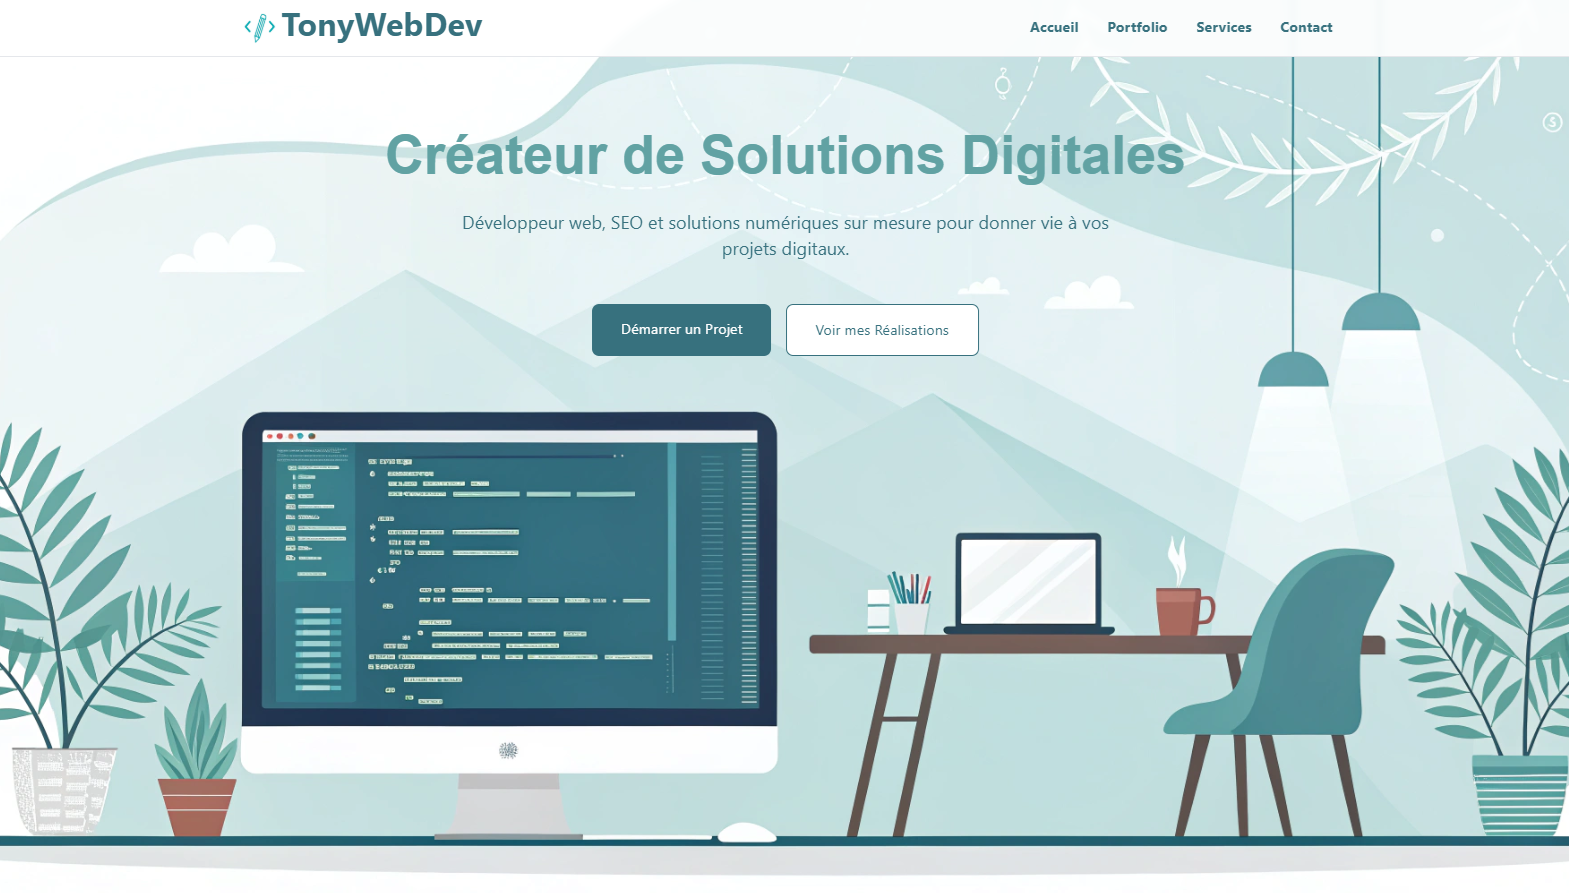 TonyWebDev
Accueil Portfolio Services Contact
Créateur de Solutions Digitales
Développeur web, SEO et solutions numériques sur mesure pour donner vie à vos
projets digitaux.
Démarrer un Projet
Voir mes Réalisations